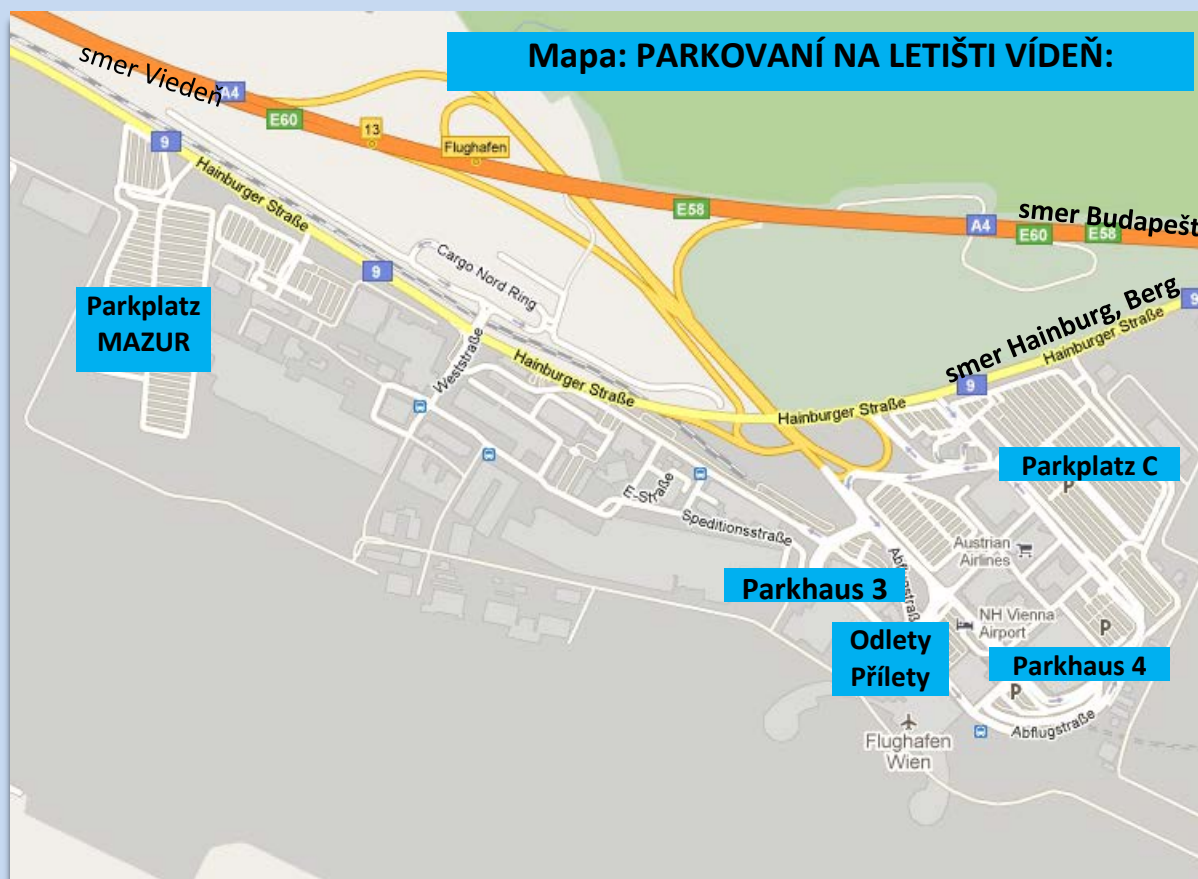 Mapa: PARKOVANÍ NA LETIŠTI VÍDEŇ:
smer Viedeň
A4
E60
13
Flughafen
9
Hainburger Straße
E58
A4
smer Budapešť
E60
E58
9
Cargo Nord Ring
smer Hainburg, Berg
9
Parkplatz
MAZUR
Weststraße
Hainburger Straße
Hainburger Straße
9
Hainburger Straße
Parkplatz C
P
E-Straße
Speditionsstraße
Austrian
Airlines
Abflugstraße
Parkhaus 3
NH Vienna
Airport
P
Odlety
Přílety
Parkhaus 4
P
Abflugstraße
Flughafen
Wien